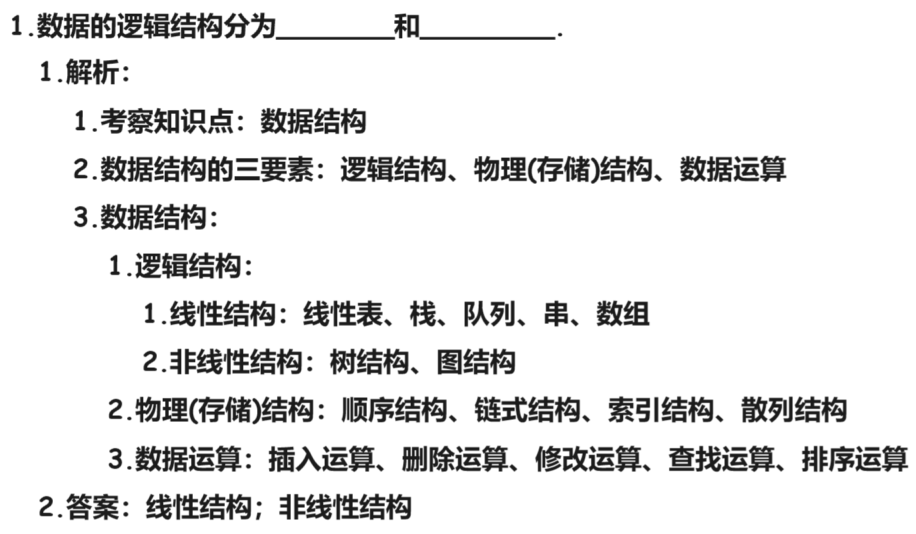 1.数据的逻辑结构分为_________和__________.
1.解析：
1.考察知识点：数据结构
2.数据结构的三要素：逻辑结构、物理(存储)结构、数据运算
3.数据结构：
1.逻辑结构：
1.线性结构：线性表、栈、队列、串、数组
2.非线性结构：树结构、图结构
2.物理(存储)结构：顺序结构、链式结构、索引结构、散列结构
3.数据运算：插入运算、删除运算、修改运算、查找运算、排序运算
2.答案：线性结构；非线性结构